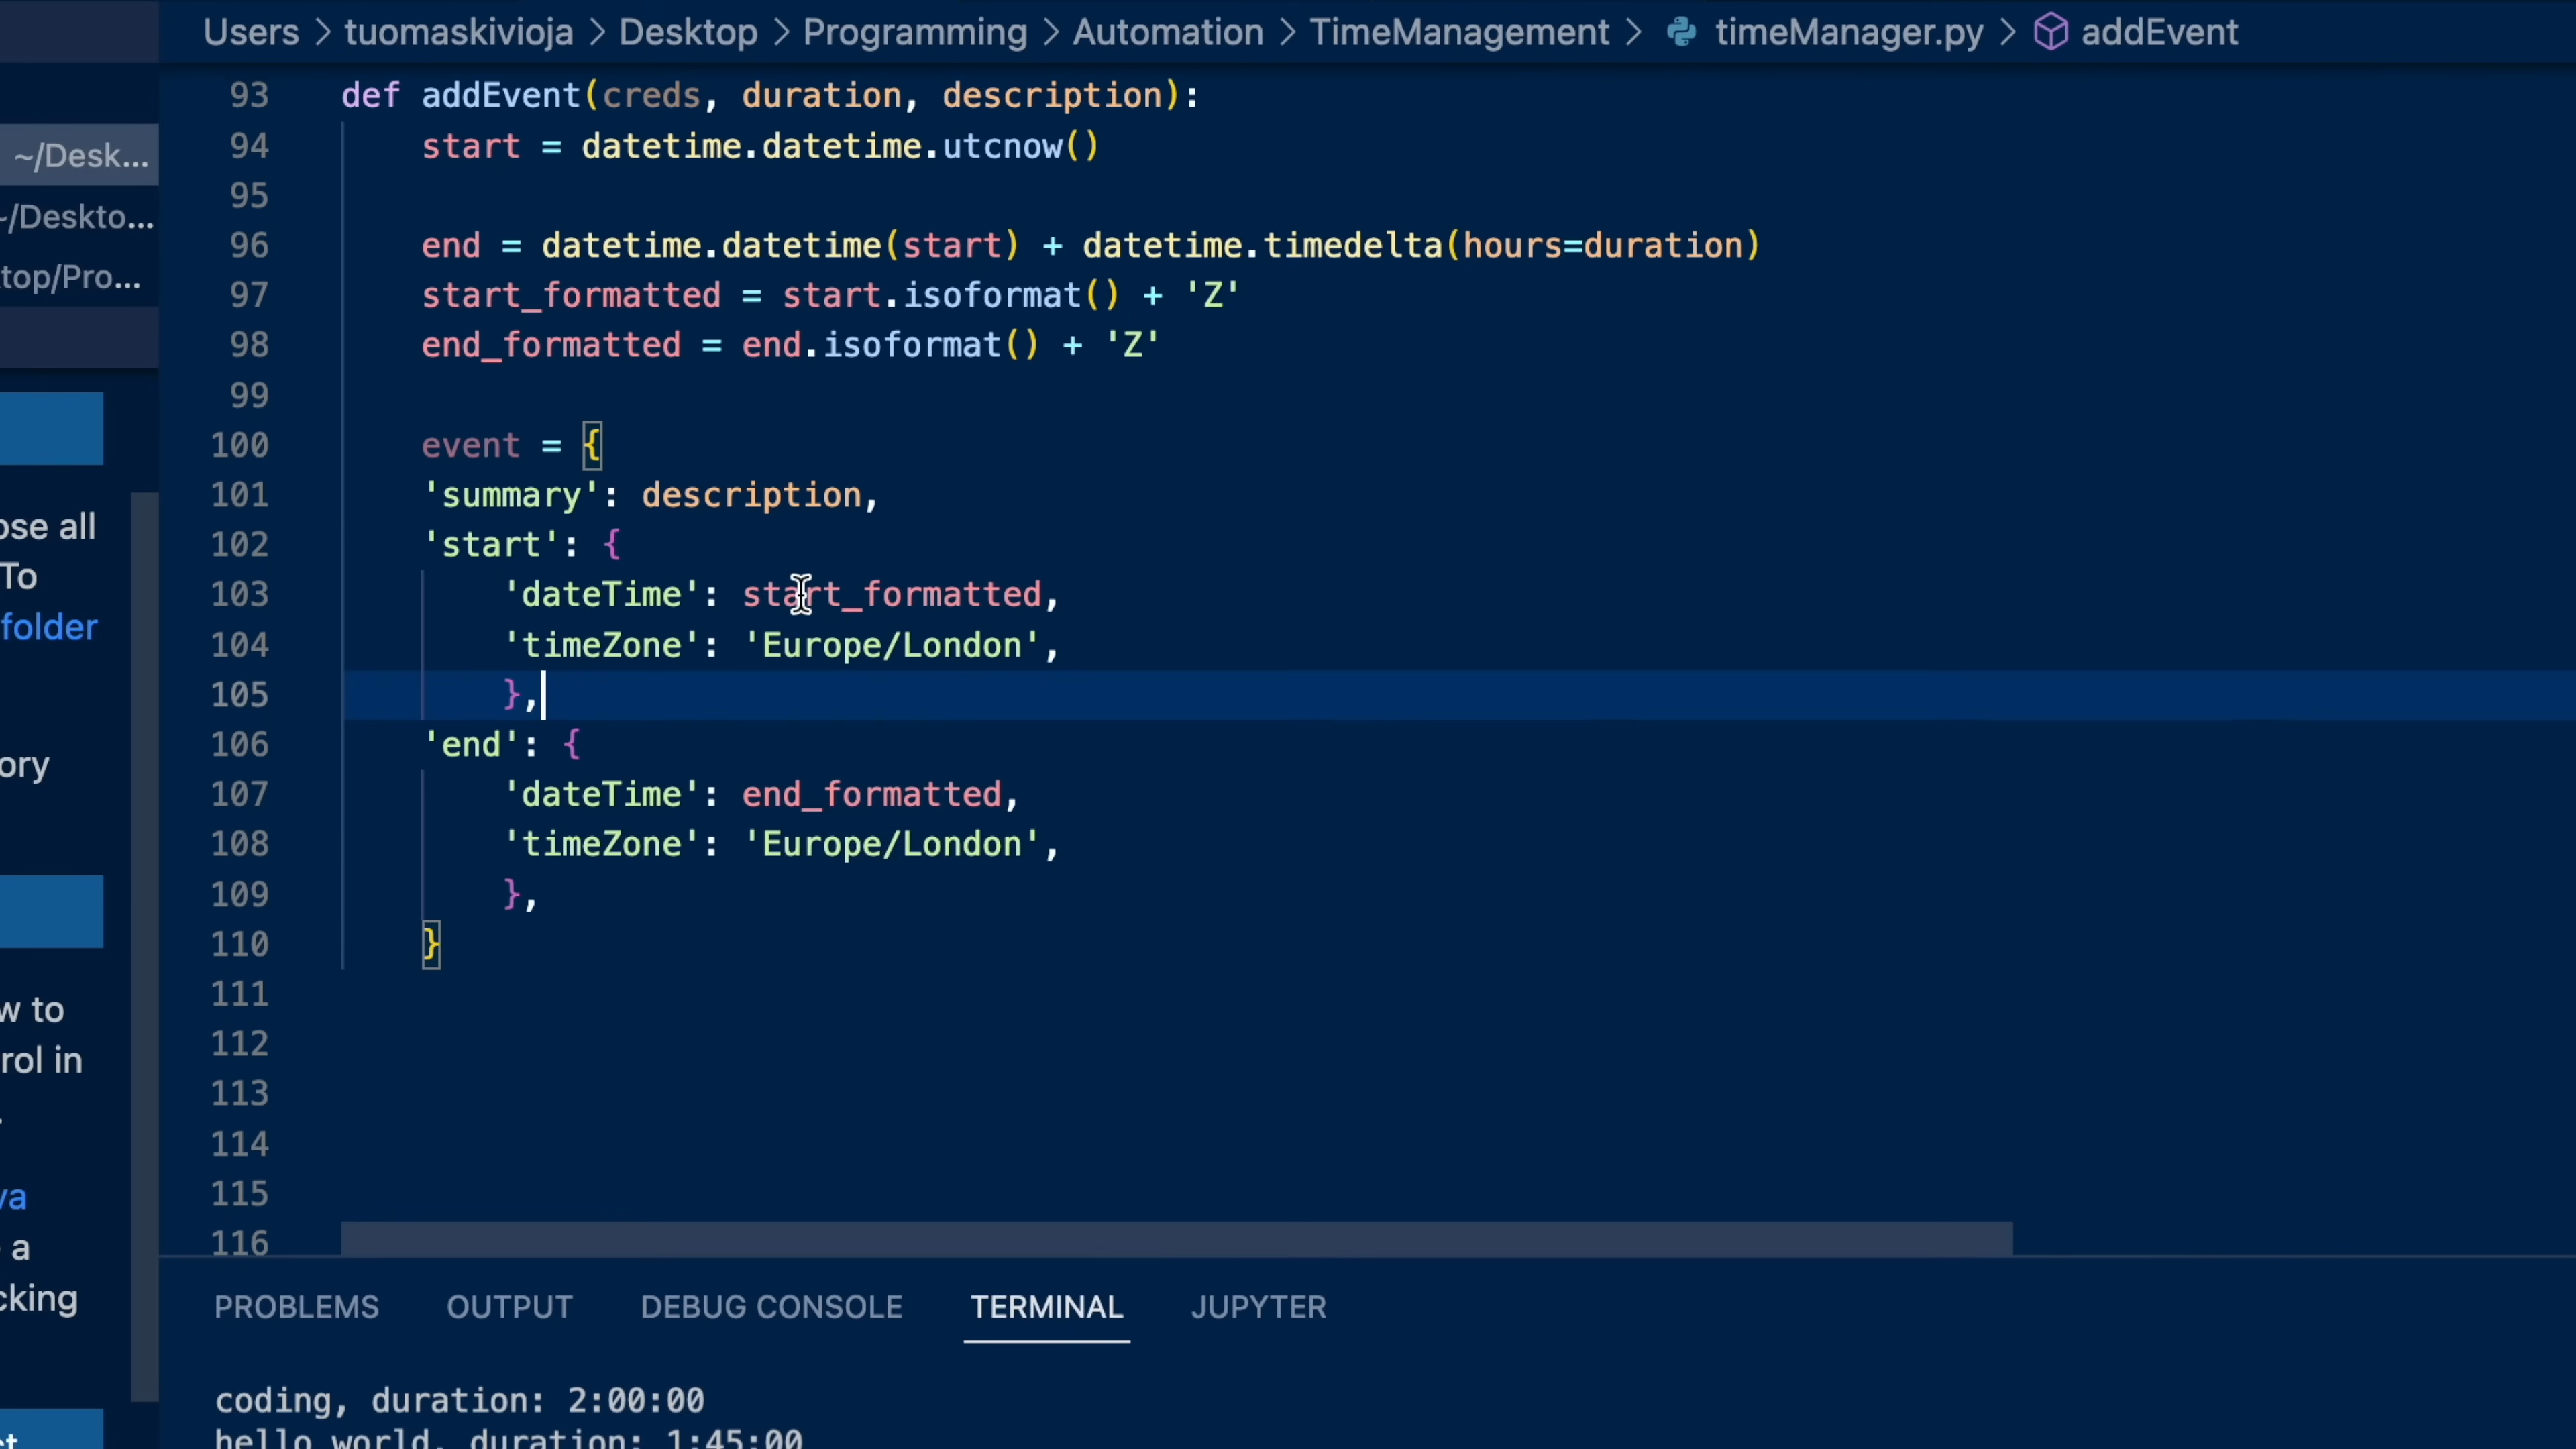 Users > tuomaskivioja > Desktop > Programming > Automation > TimeManagement > timeManager.py > addEvent
~/Desk...
~/Deskto...
top/Pro...
ose all
To
folder
ory
w to
rol in
va
a
cking
93 def addEvent(creds, duration, description):
94 start = datetime.datetime.utcnow()
95
96 end = datetime.datetime(start) + datetime.timedelta(hours=duration)
97 start_formatted = start.isoformat() + 'Z'
98 end_formatted = end.isoformat() + 'Z'
99
100 event = {
101 'summary': description,
102 'start': {
103 'dateTime': start_formatted,
104 'timeZone': 'Europe/London',
105 },
106 'end': {
107 'dateTime': end_formatted,
108 'timeZone': 'Europe/London',
109 },
110 }
111
112
113
114
115
116
PROBLEMS OUTPUT DEBUG CONSOLE TERMINAL JUPYTER
coding, duration: 2:00:00
hello world, duration: 1:45:00